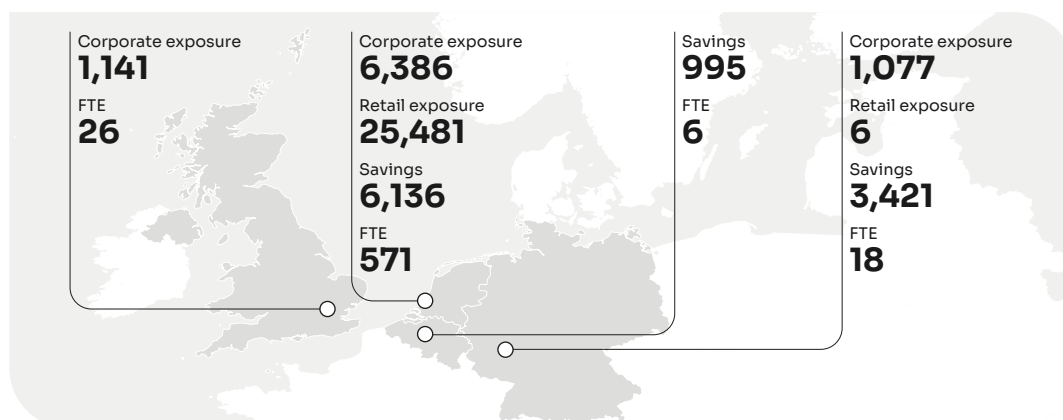 Corporate exposure
1,141
FTE
26
Corporate exposure
6,386
Retail exposure
25,481
Savings
6,136
FTE
571
Savings
995
FTE
6
Corporate exposure
1,077
Retail exposure
6
Savings
3,421
FTE
18